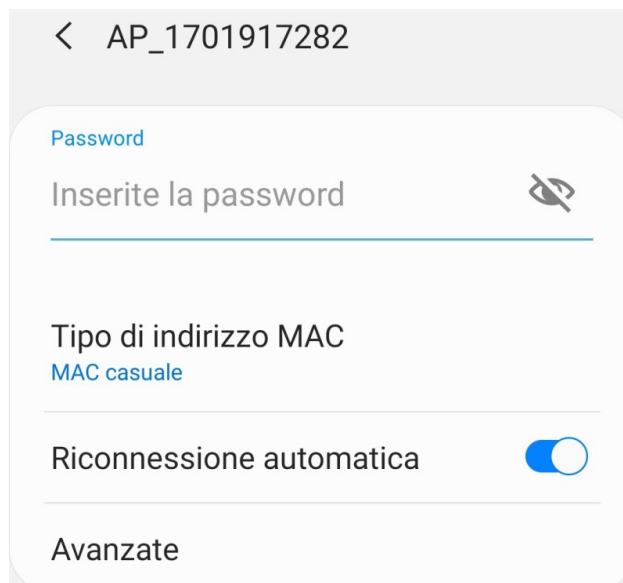 AP_1701917282
Password
Inserite la password
Tipo di indirizzo MAC
MAC casuale
Riconnessione automatica
Avanzate